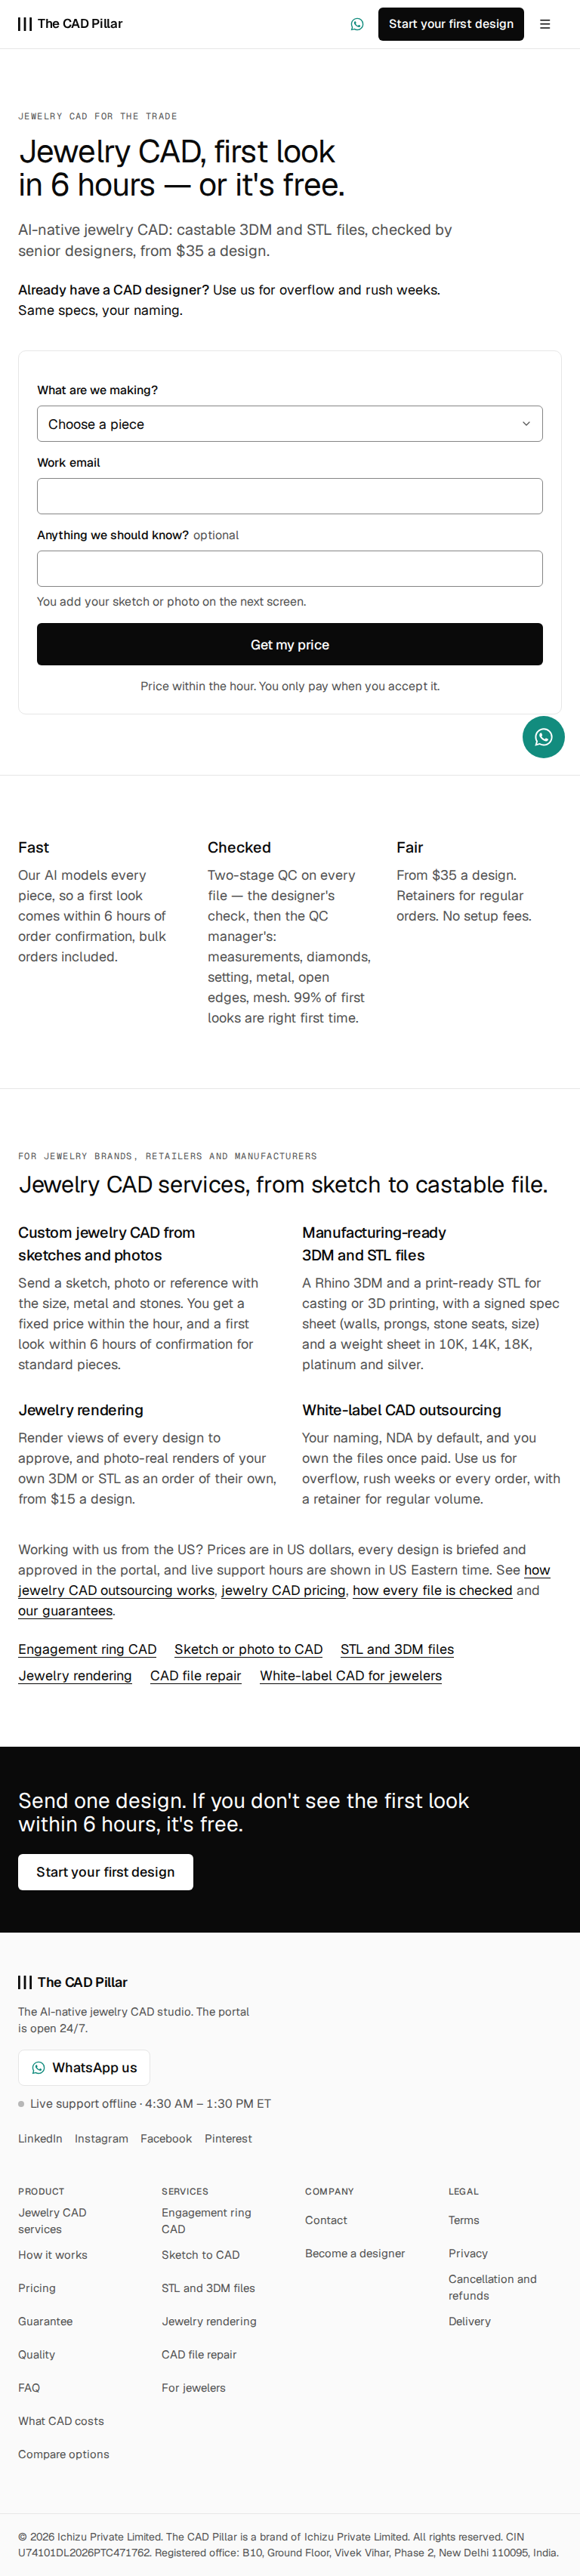 The CAD Pillar
Start your first design
JEWELRY CAD FOR THE TRADE
Jewelry CAD, first look
in 6 hours — or it's free.
AI-native jewelry CAD: castable 3DM and STL files, checked by
senior designers, from $35 a design.
Already have a CAD designer? Use us for overflow and rush weeks.
Same specs, your naming.
What are we making?
Choose a piece
Work email
Anything we should know? optional
You add your sketch or photo on the next screen.
Get my price
Price within the hour. You only pay when you accept it.
Fast
Our AI models every
piece, so a first look
comes within 6 hours of
order confirmation, bulk
orders included.
Checked
Two-stage QC on every
file — the designer's
check, then the QC
manager's:
measurements, diamonds,
setting, metal, open
edges, mesh. 99% of first
looks are right first time.
Fair
From $35 a design.
Retainers for regular
orders. No setup fees.
FOR JEWELRY BRANDS, RETAILERS AND MANUFACTURERS
Jewelry CAD services, from sketch to castable file.
Custom jewelry CAD from
sketches and photos
Send a sketch, photo or reference with
the size, metal and stones. You get a
fixed price within the hour, and a first
look within 6 hours of confirmation for
standard pieces.
Manufacturing-ready
3DM and STL files
A Rhino 3DM and a print-ready STL for
casting or 3D printing, with a signed spec
sheet (walls, prongs, stone seats, size)
and a weight sheet in 10K, 14K, 18K,
platinum and silver.
Jewelry rendering
Render views of every design to
approve, and photo-real renders of your
own 3DM or STL as an order of their own,
from $15 a design.
White-label CAD outsourcing
Your naming, NDA by default, and you
own the files once paid. Use us for
overflow, rush weeks or every order, with
a retainer for regular volume.
Working with us from the US? Prices are in US dollars, every design is briefed and
approved in the portal, and live support hours are shown in US Eastern time. See how
jewelry CAD outsourcing works, jewelry CAD pricing, how every file is checked and
our guarantees.
Engagement ring CAD Sketch or photo to CAD STL and 3DM files
Jewelry rendering CAD file repair White-label CAD for jewelers
Send one design. If you don't see the first look
within 6 hours, it's free.
Start your first design
The CAD Pillar
The AI-native jewelry CAD studio. The portal
is open 24/7.
WhatsApp us
Live support offline · 4:30 AM – 1:30 PM ET
LinkedIn Instagram Facebook Pinterest
PRODUCT
Jewelry CAD
services
How it works
Pricing
Guarantee
Quality
FAQ
What CAD costs
Compare options
SERVICES
Engagement ring
CAD
Sketch to CAD
STL and 3DM files
Jewelry rendering
CAD file repair
For jewelers
COMPANY
Contact
Become a designer
LEGAL
Terms
Privacy
Cancellation and
refunds
Delivery
© 2026 Ichizu Private Limited. The CAD Pillar is a brand of Ichizu Private Limited. All rights reserved. CIN
U74101DL2026PTC471762. Registered office: B10, Ground Floor, Vivek Vihar, Phase 2, New Delhi 110095, India.